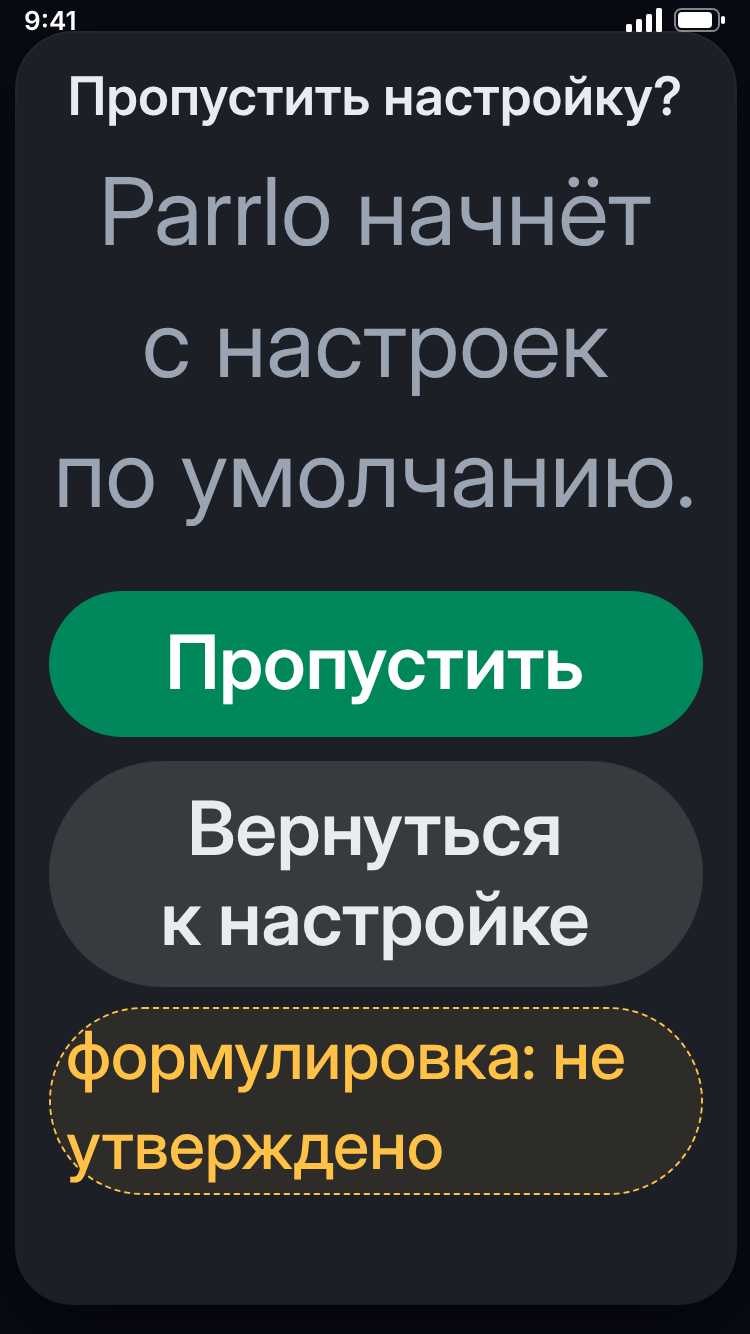 9:41
Пропустить настройку?
Parrlo начнёт
с настроек
по умолчанию.
Пропустить
Вернуться
к настройке
формулировка: не
утверждено